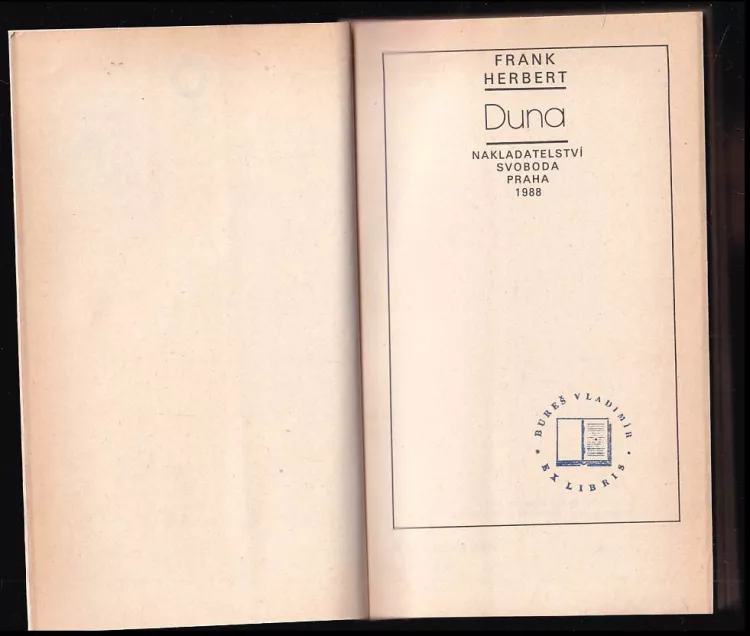 FRANK
HERBERT
Duna
NAKLADATELSTVÍ
SVOBODA
PRAHA
1988
* BUREŠ VLADIMÍR *
EX LIBRIS